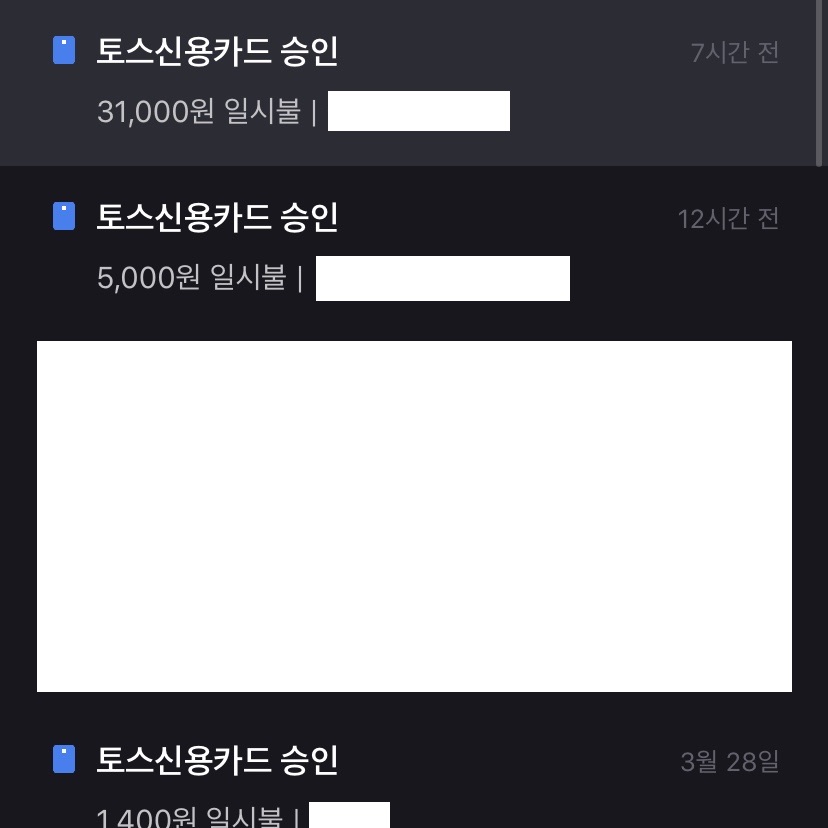 토스신용카드 승인 7시간 전
31,000원 일시불 |
토스신용카드 승인 12시간 전
5,000원 일시불 |
토스신용카드 승인 3월 28일
1,400원 일시불 |